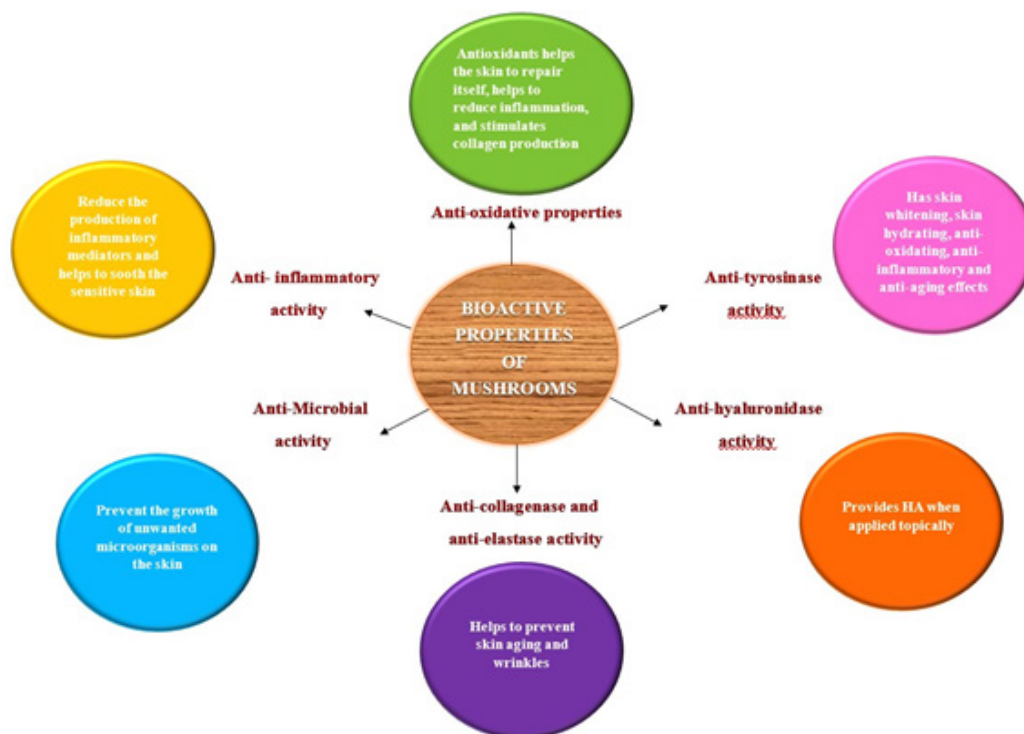 Antioxidants helps
the skin to repair
itself, helps to
reduce inflammation,
and stimulates
collagen production
Anti-oxidative properties
Reduce the
production of
inflammatory
mediators and
helps to sooth the
sensitive skin
Anti- inflammatory
activity
Has skin
whitening, skin
hydrating, anti-
oxidating, anti-
inflammatory and
anti-aging effects
Anti-tyrosinase
activity
BIOACTIVE
PROPERTIES
OF
MUSHROOMS
Anti-Microbial
activity
Anti-hyaluronidase
activity
Prevent the growth
of unwanted
microorganisms on
the skin
Anti-collagenase and
anti-elastase activity
Provides HA when
applied topically
Helps to prevent
skin aging and
wrinkles